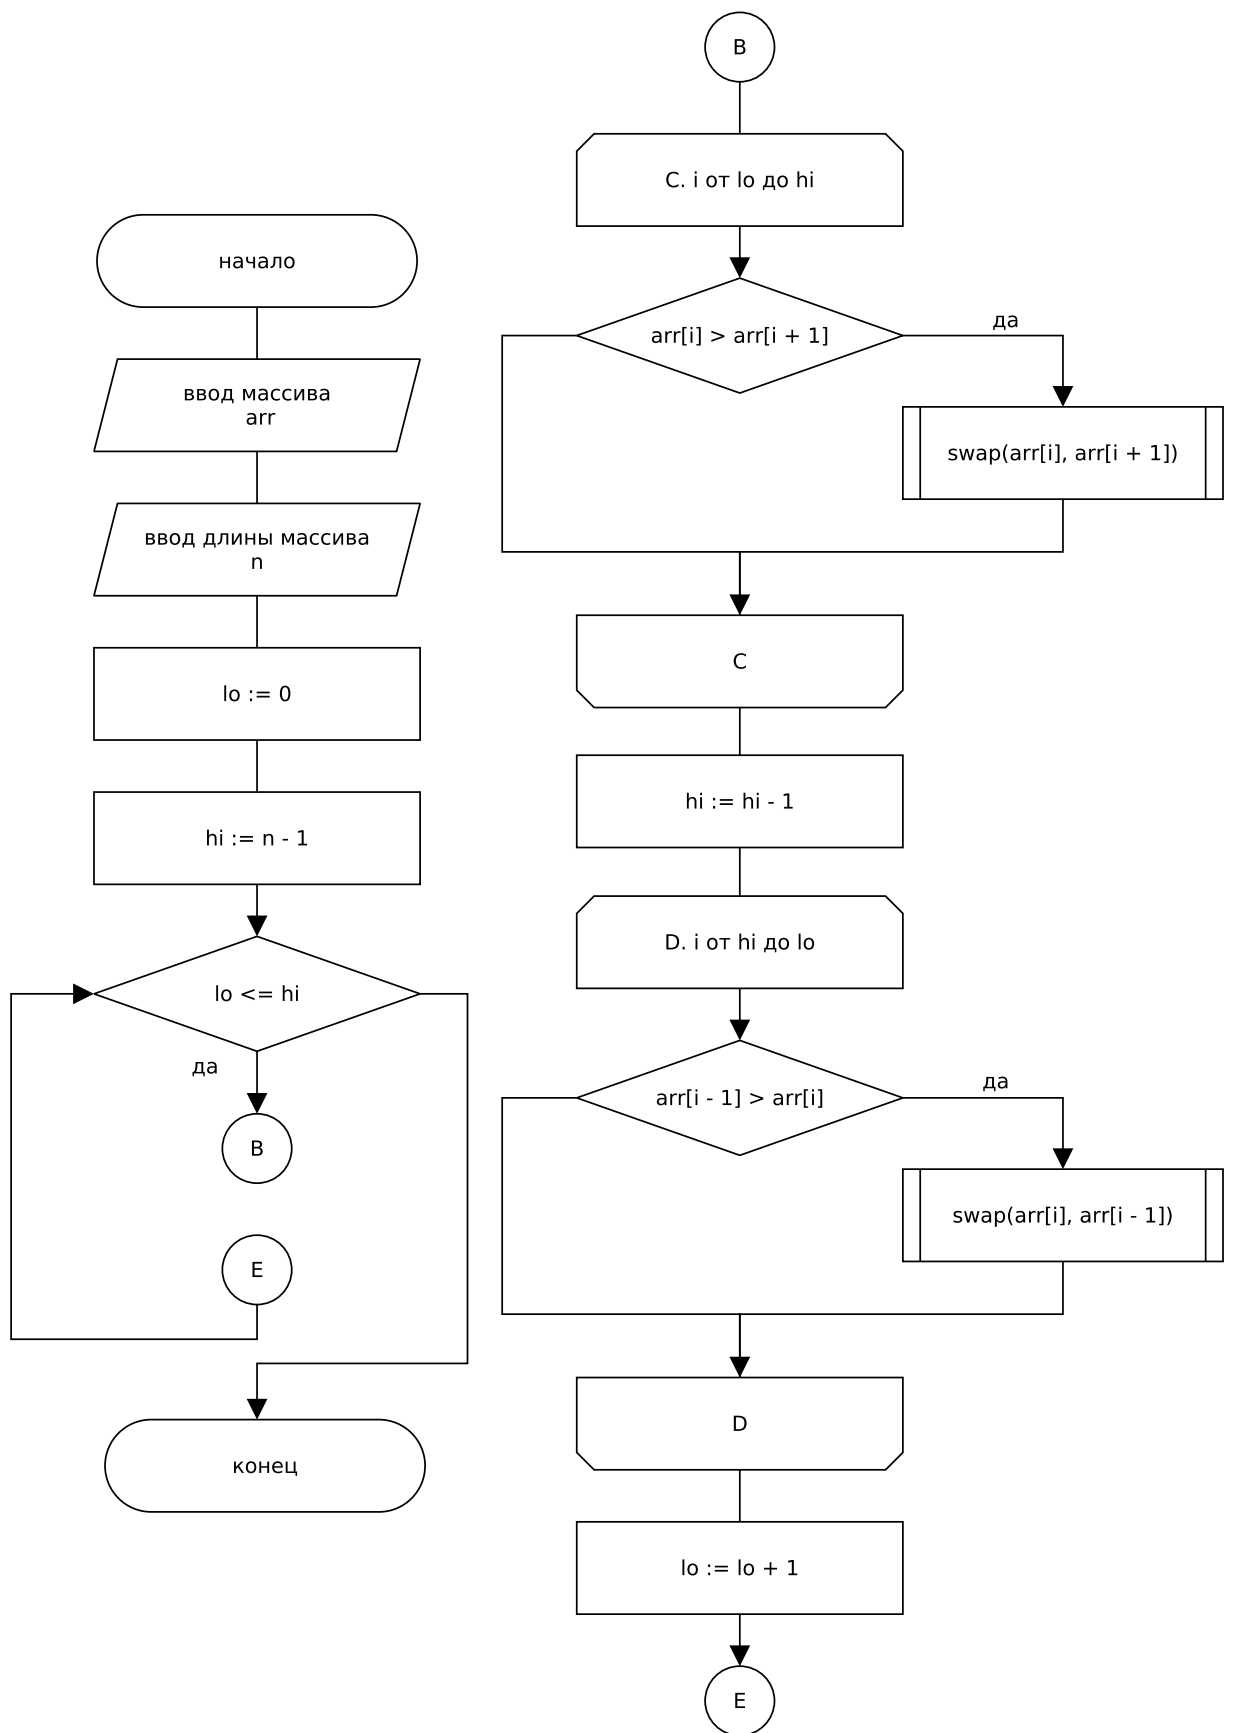 начало
ввод массива
arr
ввод длины массива
n
lo := 0
hi := n - 1
lo <= hi
да
B
E
конец
B
C. i от lo до hi
arr[i] > arr[i + 1]
да
swap(arr[i], arr[i + 1])
C
hi := hi - 1
D. i от hi до lo
arr[i - 1] > arr[i]
да
swap(arr[i], arr[i - 1])
D
lo := lo + 1
E